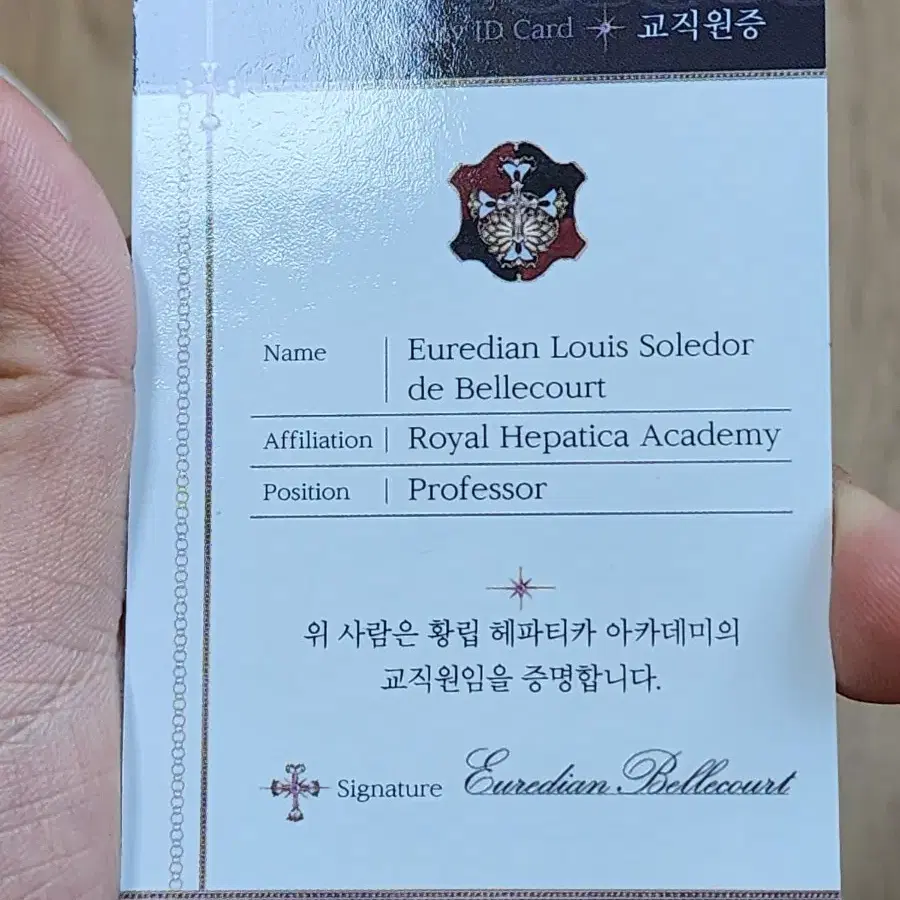 ID Card 교직원증
Name
Euredian Louis Soledor
de Bellecourt
Affiliation
Royal Hepatica Academy
Position
Professor
위 사람은 황립 헤파티카 아카데미의
교직원임을 증명합니다.
Signature Euredian Bellecourt